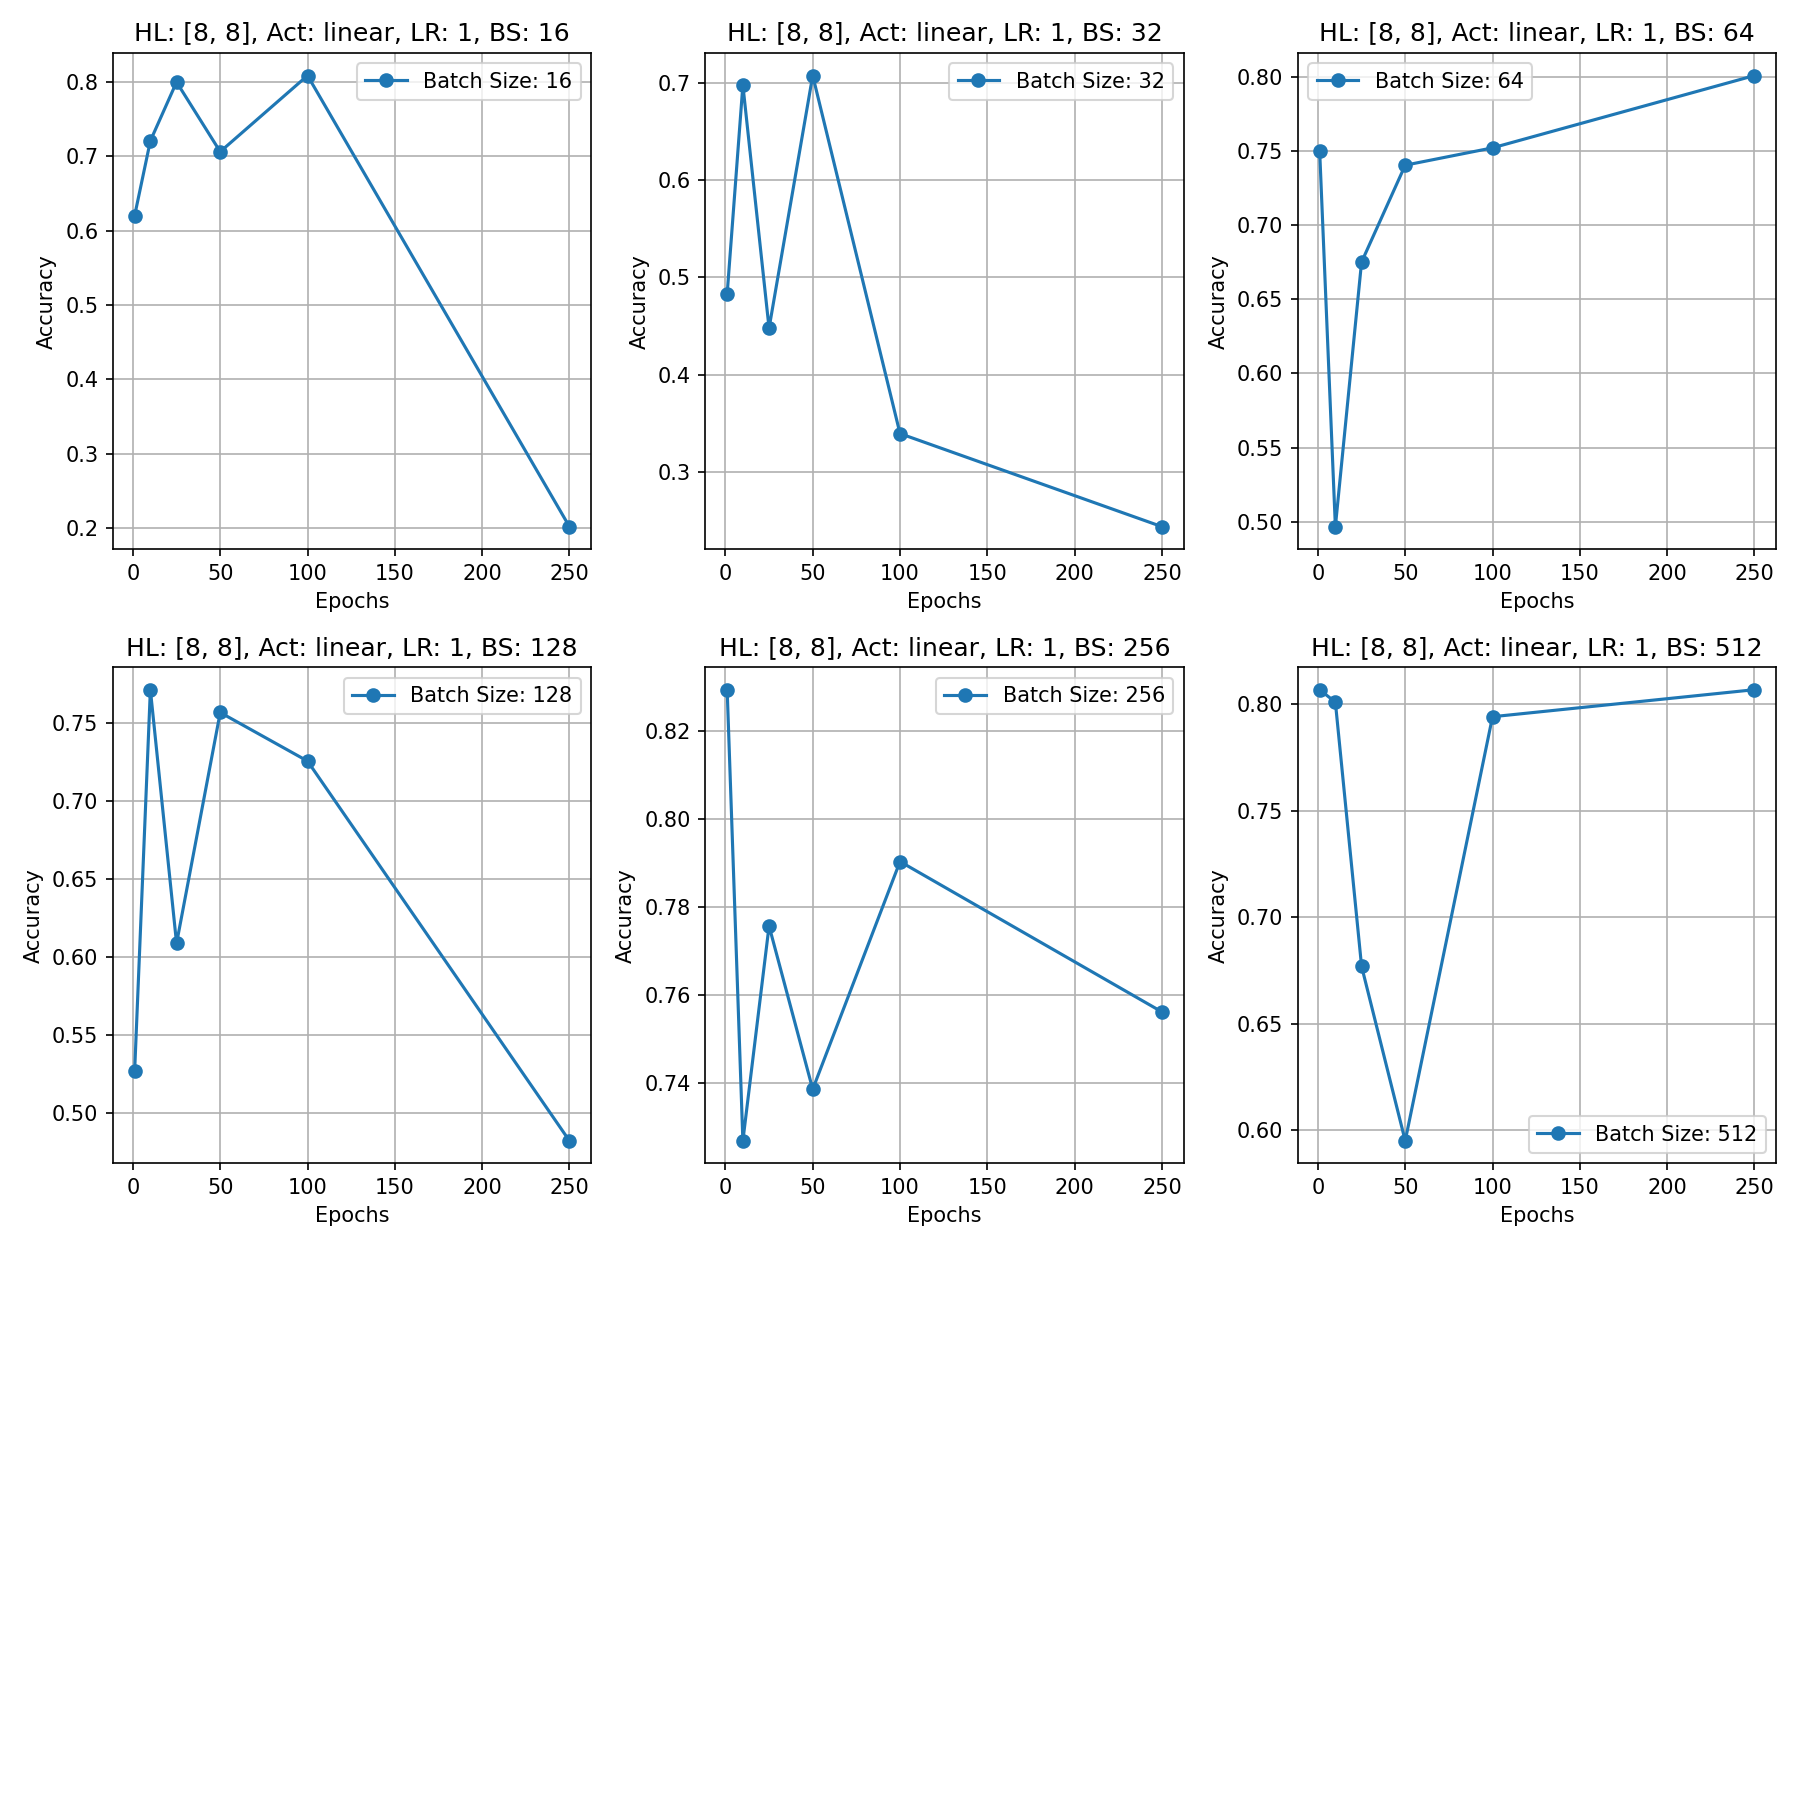 HL: [8, 8], Act: linear, LR: 1, BS: 16
Batch Size: 16
Accuracy
0.8
0.7
0.6
0.5
0.4
0.3
0.2
0 50 100 150 200 250
Epochs
HL: [8, 8], Act: linear, LR: 1, BS: 32
Batch Size: 32
Accuracy
0.7
0.6
0.5
0.4
0.3
0 50 100 150 200 250
Epochs
HL: [8, 8], Act: linear, LR: 1, BS: 64
Batch Size: 64
Accuracy
0.80
0.75
0.70
0.65
0.60
0.55
0.50
0 50 100 150 200 250
Epochs
HL: [8, 8], Act: linear, LR: 1, BS: 128
Batch Size: 128
Accuracy
0.75
0.70
0.65
0.60
0.55
0.50
0 50 100 150 200 250
Epochs
HL: [8, 8], Act: linear, LR: 1, BS: 256
Batch Size: 256
Accuracy
0.82
0.80
0.78
0.76
0.74
0 50 100 150 200 250
Epochs
HL: [8, 8], Act: linear, LR: 1, BS: 512
Accuracy
0.80
0.75
0.70
0.65
0.60
Batch Size: 512
0 50 100 150 200 250
Epochs